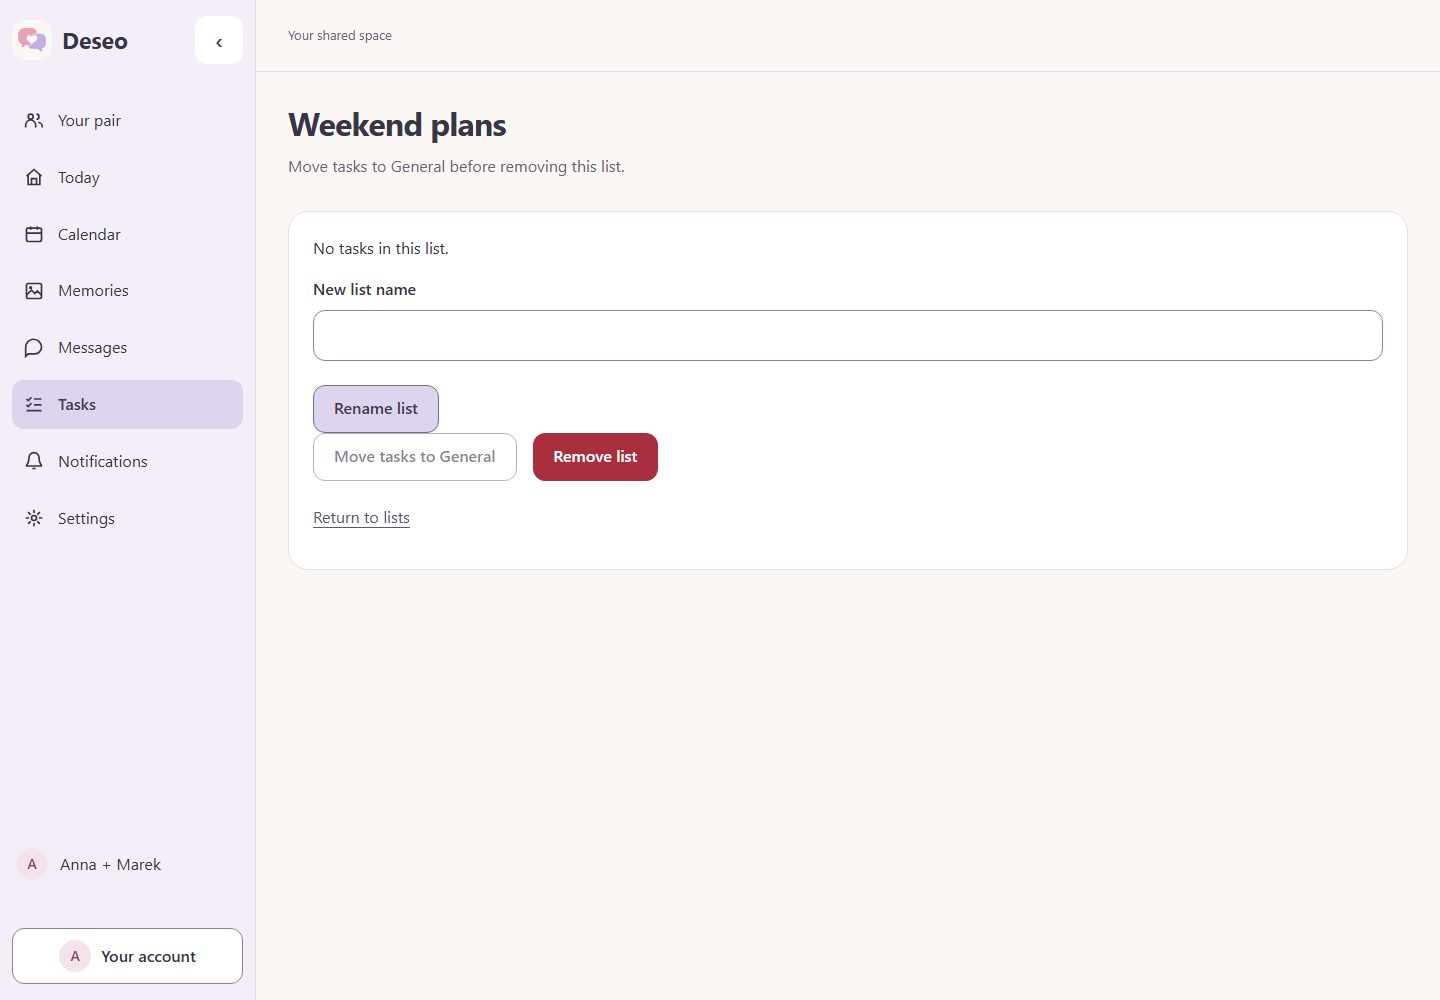 Deseo
‹
Your pair
Today
Calendar
Memories
Messages
Tasks
Notifications
Settings
A Anna + Marek
A Your account
Your shared space
Weekend plans
Move tasks to General before removing this list.
No tasks in this list.
New list name
Rename list
Move tasks to General Remove list
Return to lists